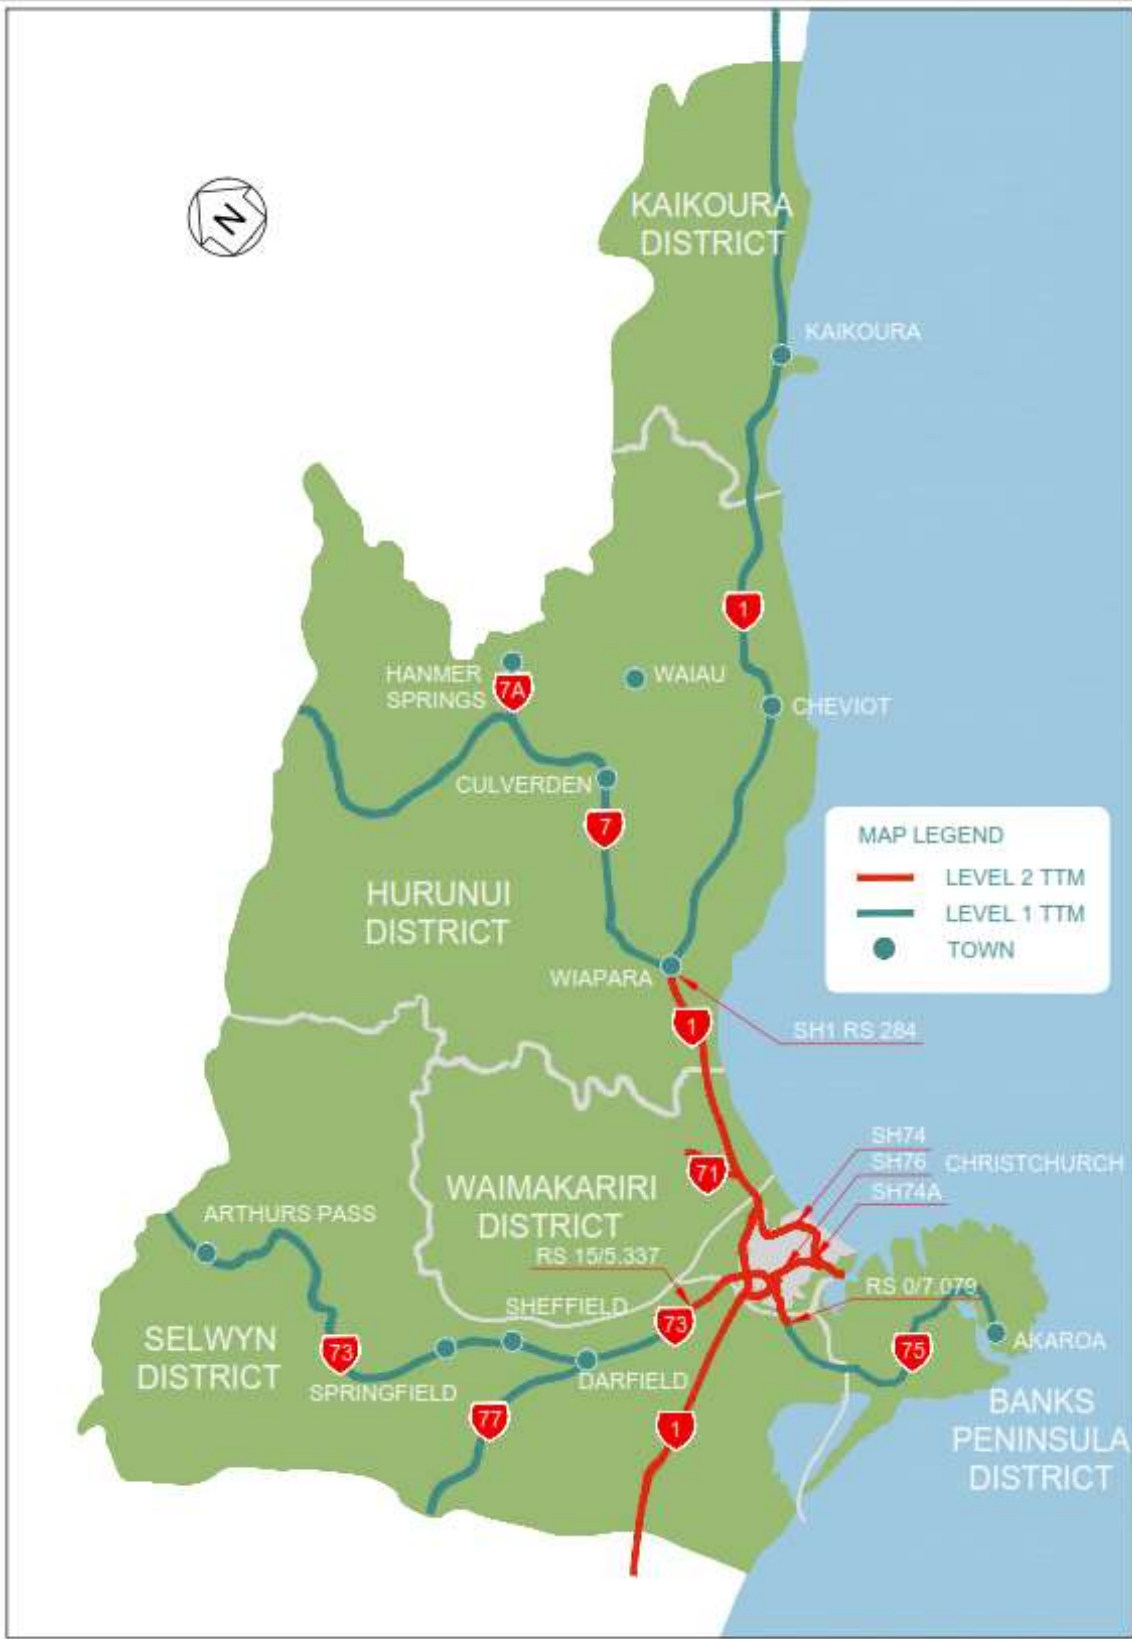 N
KAIKOURA
DISTRICT
KAIKOURA
1
HANMER
SPRINGS
7A
WAIAU
CHEVIOT
CULVERDEN
7
MAP LEGEND
LEVEL 2 TTM
LEVEL 1 TTM
TOWN
HURUNUI
DISTRICT
WIAPARA
1
SH1 RS 284
SH74
SH76
CHRISTCHURCH
SH74A
71
WAIMAKARIRI
DISTRICT
ARTHURS PASS
RS 15/5.337
RS 0/7.079
SHEFFIELD
73
SELWYN
DISTRICT
73
SPRINGFIELD
DARFIELD
75
AKAROA
77
1
BANKS
PENINSULA
DISTRICT